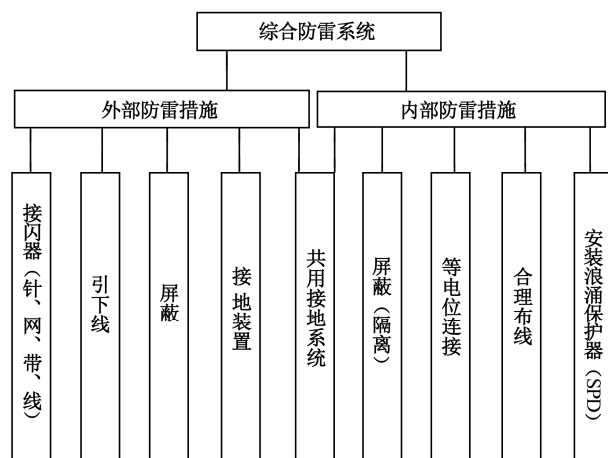 综合防雷系统
外部防雷措施
内部防雷措施
接闪器（针、网、带、线）
引下线
屏蔽
接 地装置
共用接地系统
屏蔽（隔离）
等电位连接
合理布线
安装浪涌保护器（SPD）